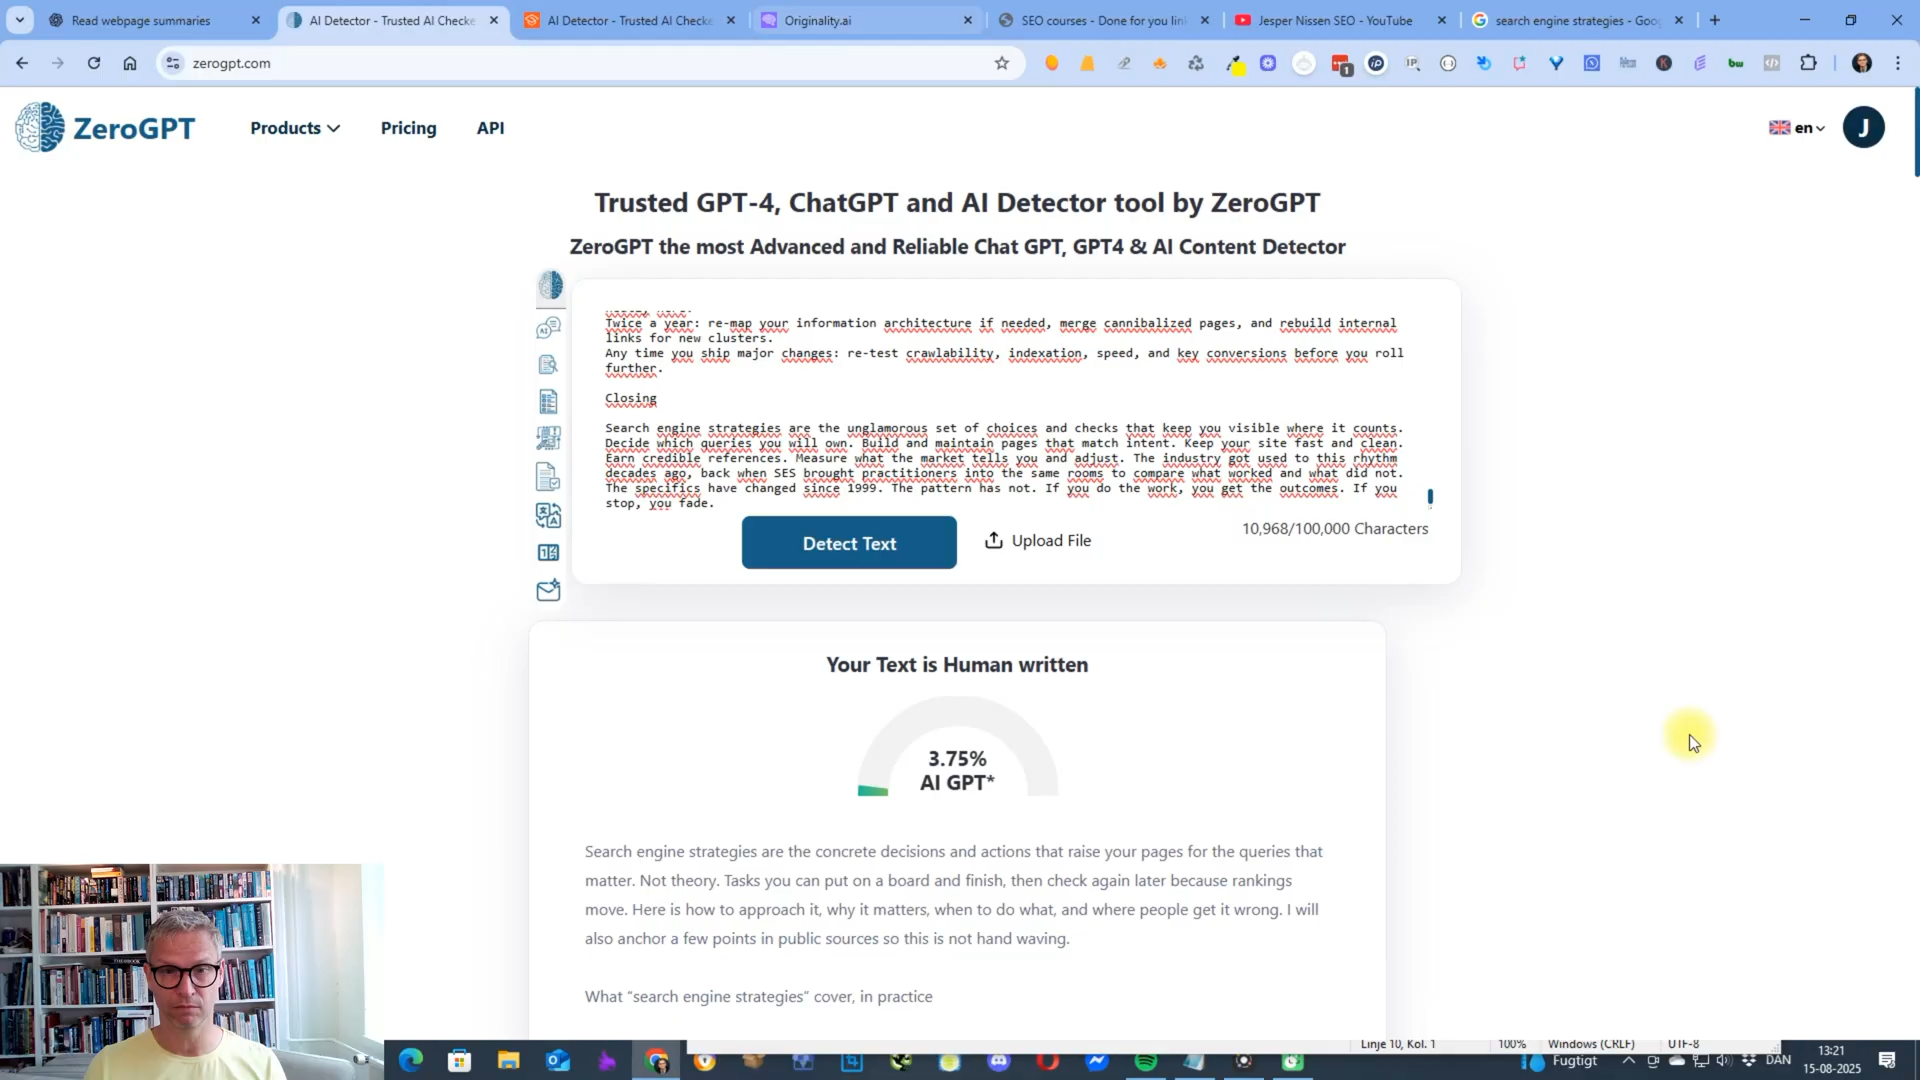 Read webpage summaries
AI Detector - Trusted AI Checke
AI Detector - Trusted AI Checke
Originality.ai
SEO courses - Done for you lin
Jesper Nissen SEO - YouTube
search engine strategies - Goo
zerogpt.com
ZeroGPT
Products
Pricing
API
en
J
Trusted GPT-4, ChatGPT and AI Detector tool by ZeroGPT
ZeroGPT the most Advanced and Reliable Chat GPT, GPT4 & AI Content Detector
Twice a year: re-map your information architecture if needed, merge cannibalized pages, and rebuild internal
links for new clusters.
Any time you ship major changes: re-test crawlability, indexation, speed, and key conversions before you roll
further.
Closing
Search engine strategies are the unglamorous set of choices and checks that keep you visible where it counts.
Decide which queries you will own. Build and maintain pages that match intent. Keep your site fast and clean.
Earn credible references. Measure what the market tells you and adjust. The industry got used to this rhythm
decades ago, back when SES brought practitioners into the same rooms to compare what worked and what did not.
The specifics have changed since 1999. The pattern has not. If you do the work, you get the outcomes. If you
stop, you fade.
Detect Text
Upload File
10,968/100,000 Characters
Your Text is Human written
3.75%
AI GPT*
Search engine strategies are the concrete decisions and actions that raise your pages for the queries that
matter. Not theory. Tasks you can put on a board and finish, then check again later because rankings
move. Here is how to approach it, why it matters, when to do what, and where people get it wrong. I will
also anchor a few points in public sources so this is not hand waving.
What “search engine strategies” cover, in practice
Linje 10, Kol. 1
100%
Windows (CRLF)
UTF-8
Fugtigt
DAN
13:21
15-08-2025